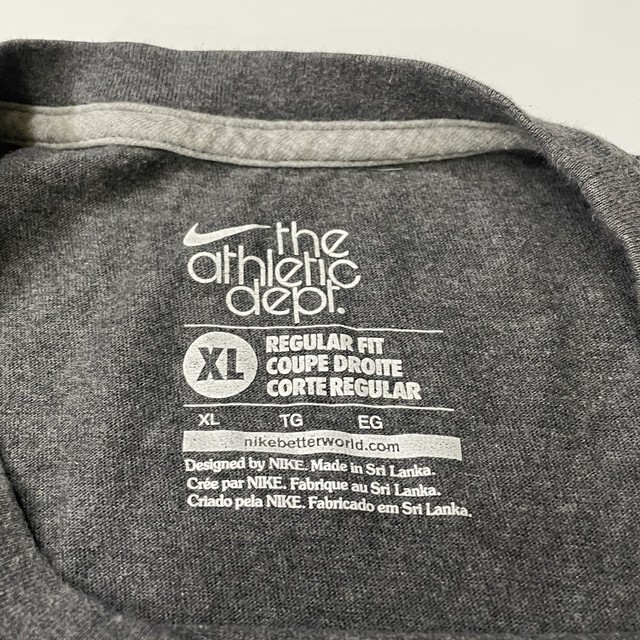 the
athletic
dept.
XL
REGULAR FIT
COUPE DROITE
CORTE REGULAR
XL TG EG
nikebetterworld.com
Designed by NIKE. Made in Sri Lanka.
Crée par NIKE. Fabrique au Sri Lanka.
Criado pela NIKE. Fabricado em Sri Lanka.